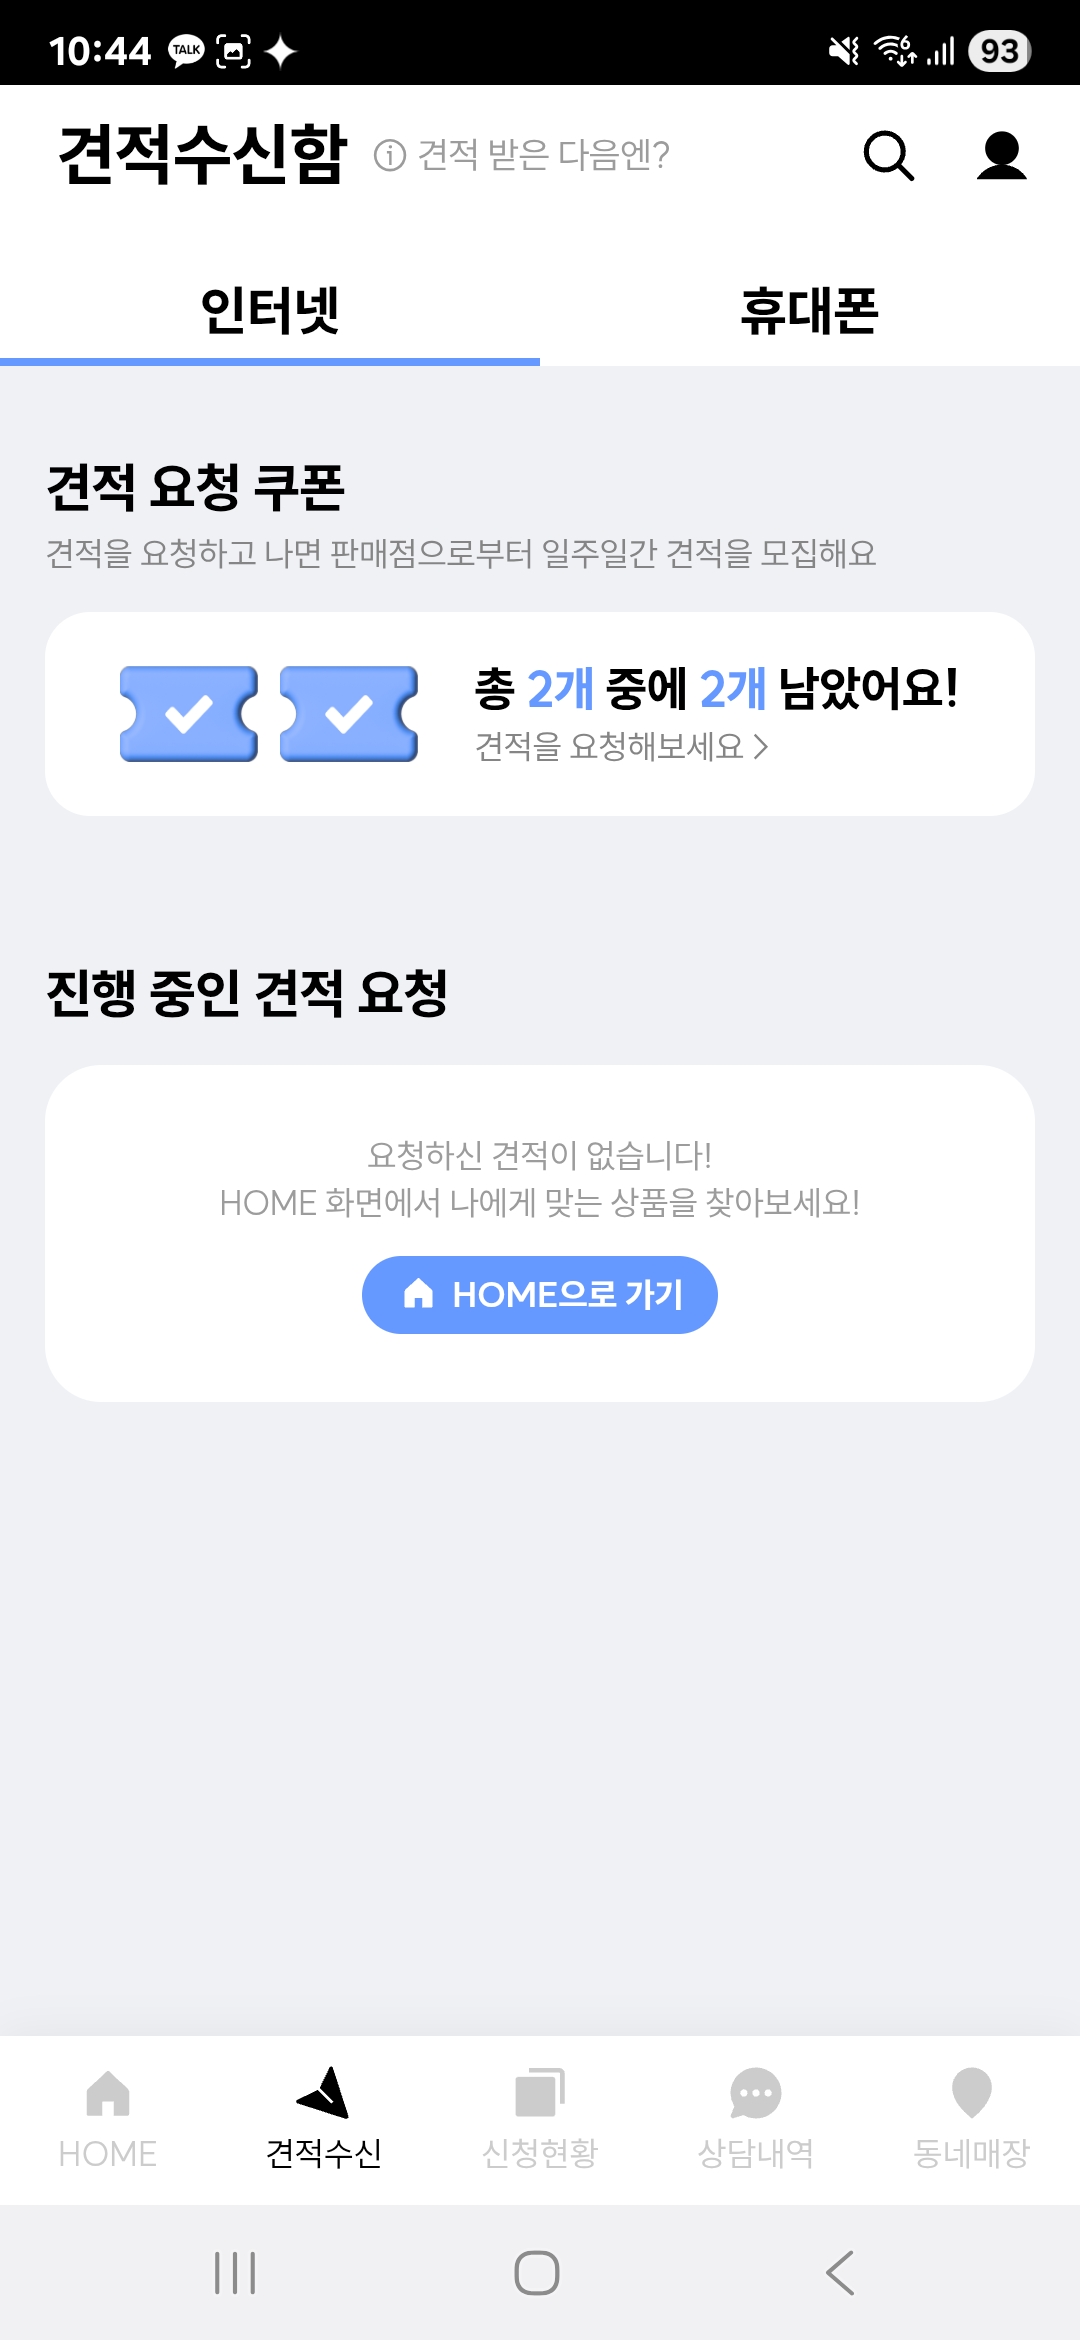 10:44 TALK 6 93
견적수신함 견적 받은 다음엔?
인터넷 휴대폰
견적 요청 쿠폰
견적을 요청하고 나면 판매점으로부터 일주일간 견적을 모집해요
총 2개 중에 2개 남았어요!
견적을 요청해보세요 >
진행 중인 견적 요청
요청하신 견적이 없습니다!
HOME 화면에서 나에게 맞는 상품을 찾아보세요!
HOME으로 가기
HOME 견적수신 신청현황 상담내역 동네매장